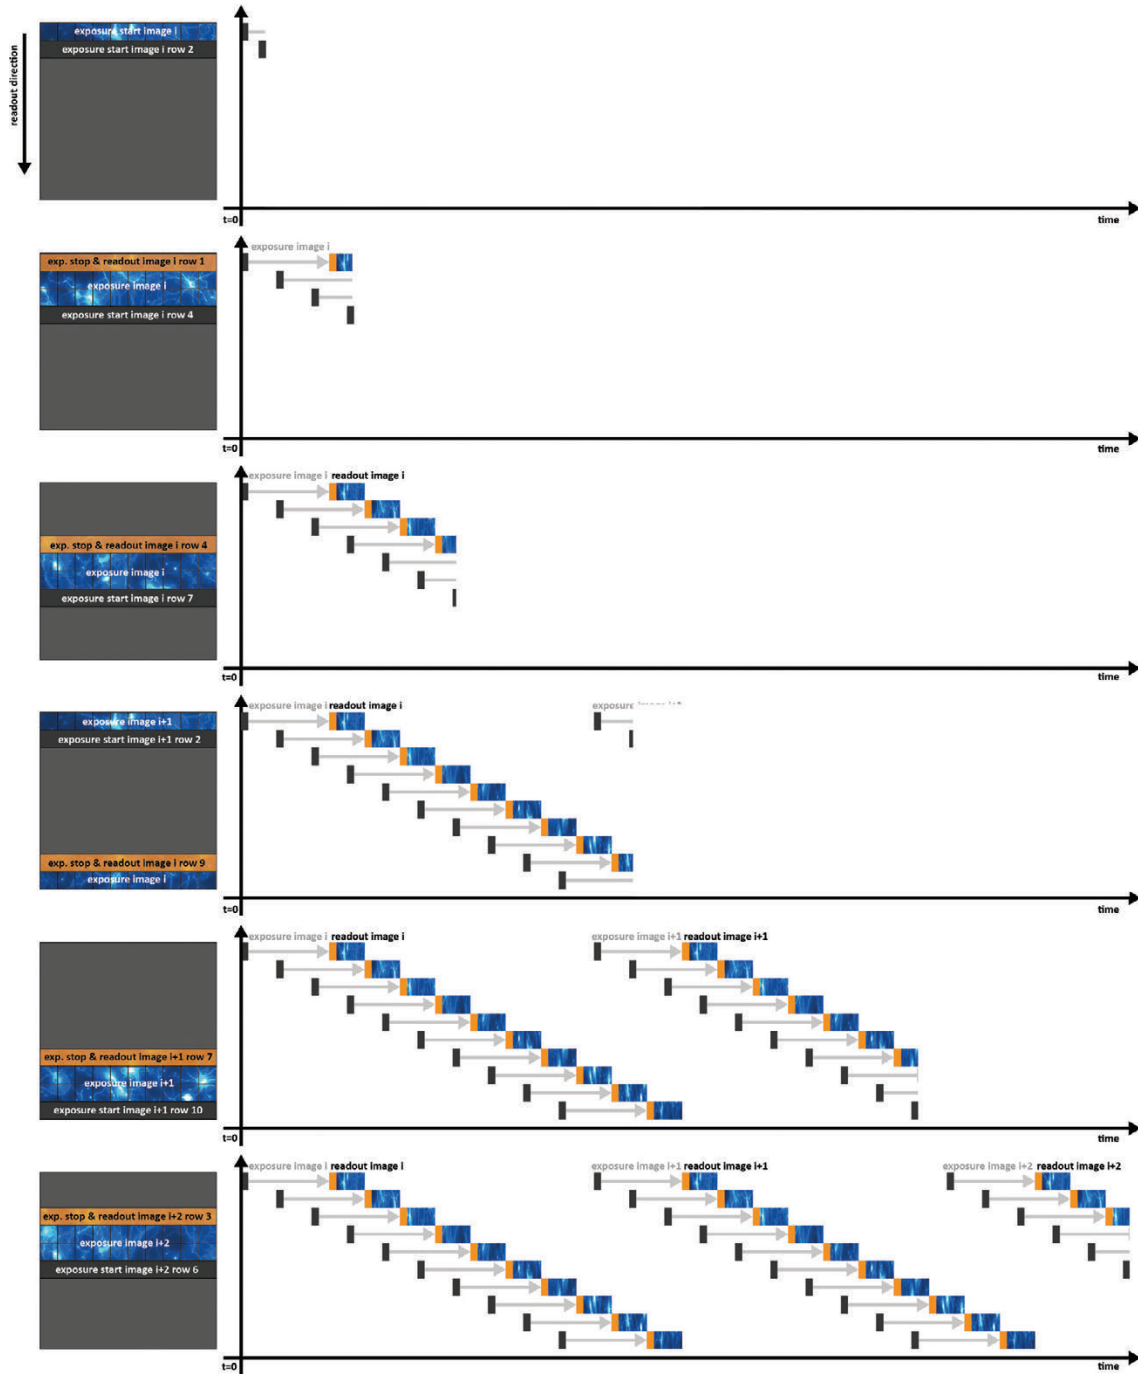 readout direction
exposure start image i
exposure start image i row 2
t=0
time
exposure image i
exp. stop & readout image i row 1
exposure image i
exposure start image i row 4
t=0
time
exposure image i readout image i
exp. stop & readout image i row 4
exposure image i
exposure start image i row 7
t=0
time
exposure image i readout image i
exposure image i+1
exposure start image i+1 row 2
exp. stop & readout image i row 9
exposure image i
t=0
time
exposure image i readout image i
exposure image i+1 readout image i+1
exp. stop & readout image i+1 row 7
exposure image i+1
exposure start image i+1 row 10
t=0
time
exposure image i readout image i
exposure image i+1 readout image i+1
exposure image i+2 readout image i+2
exp. stop & readout image i+2 row 3
exposure image i+2
exposure start image i+2 row 6
t=0
time